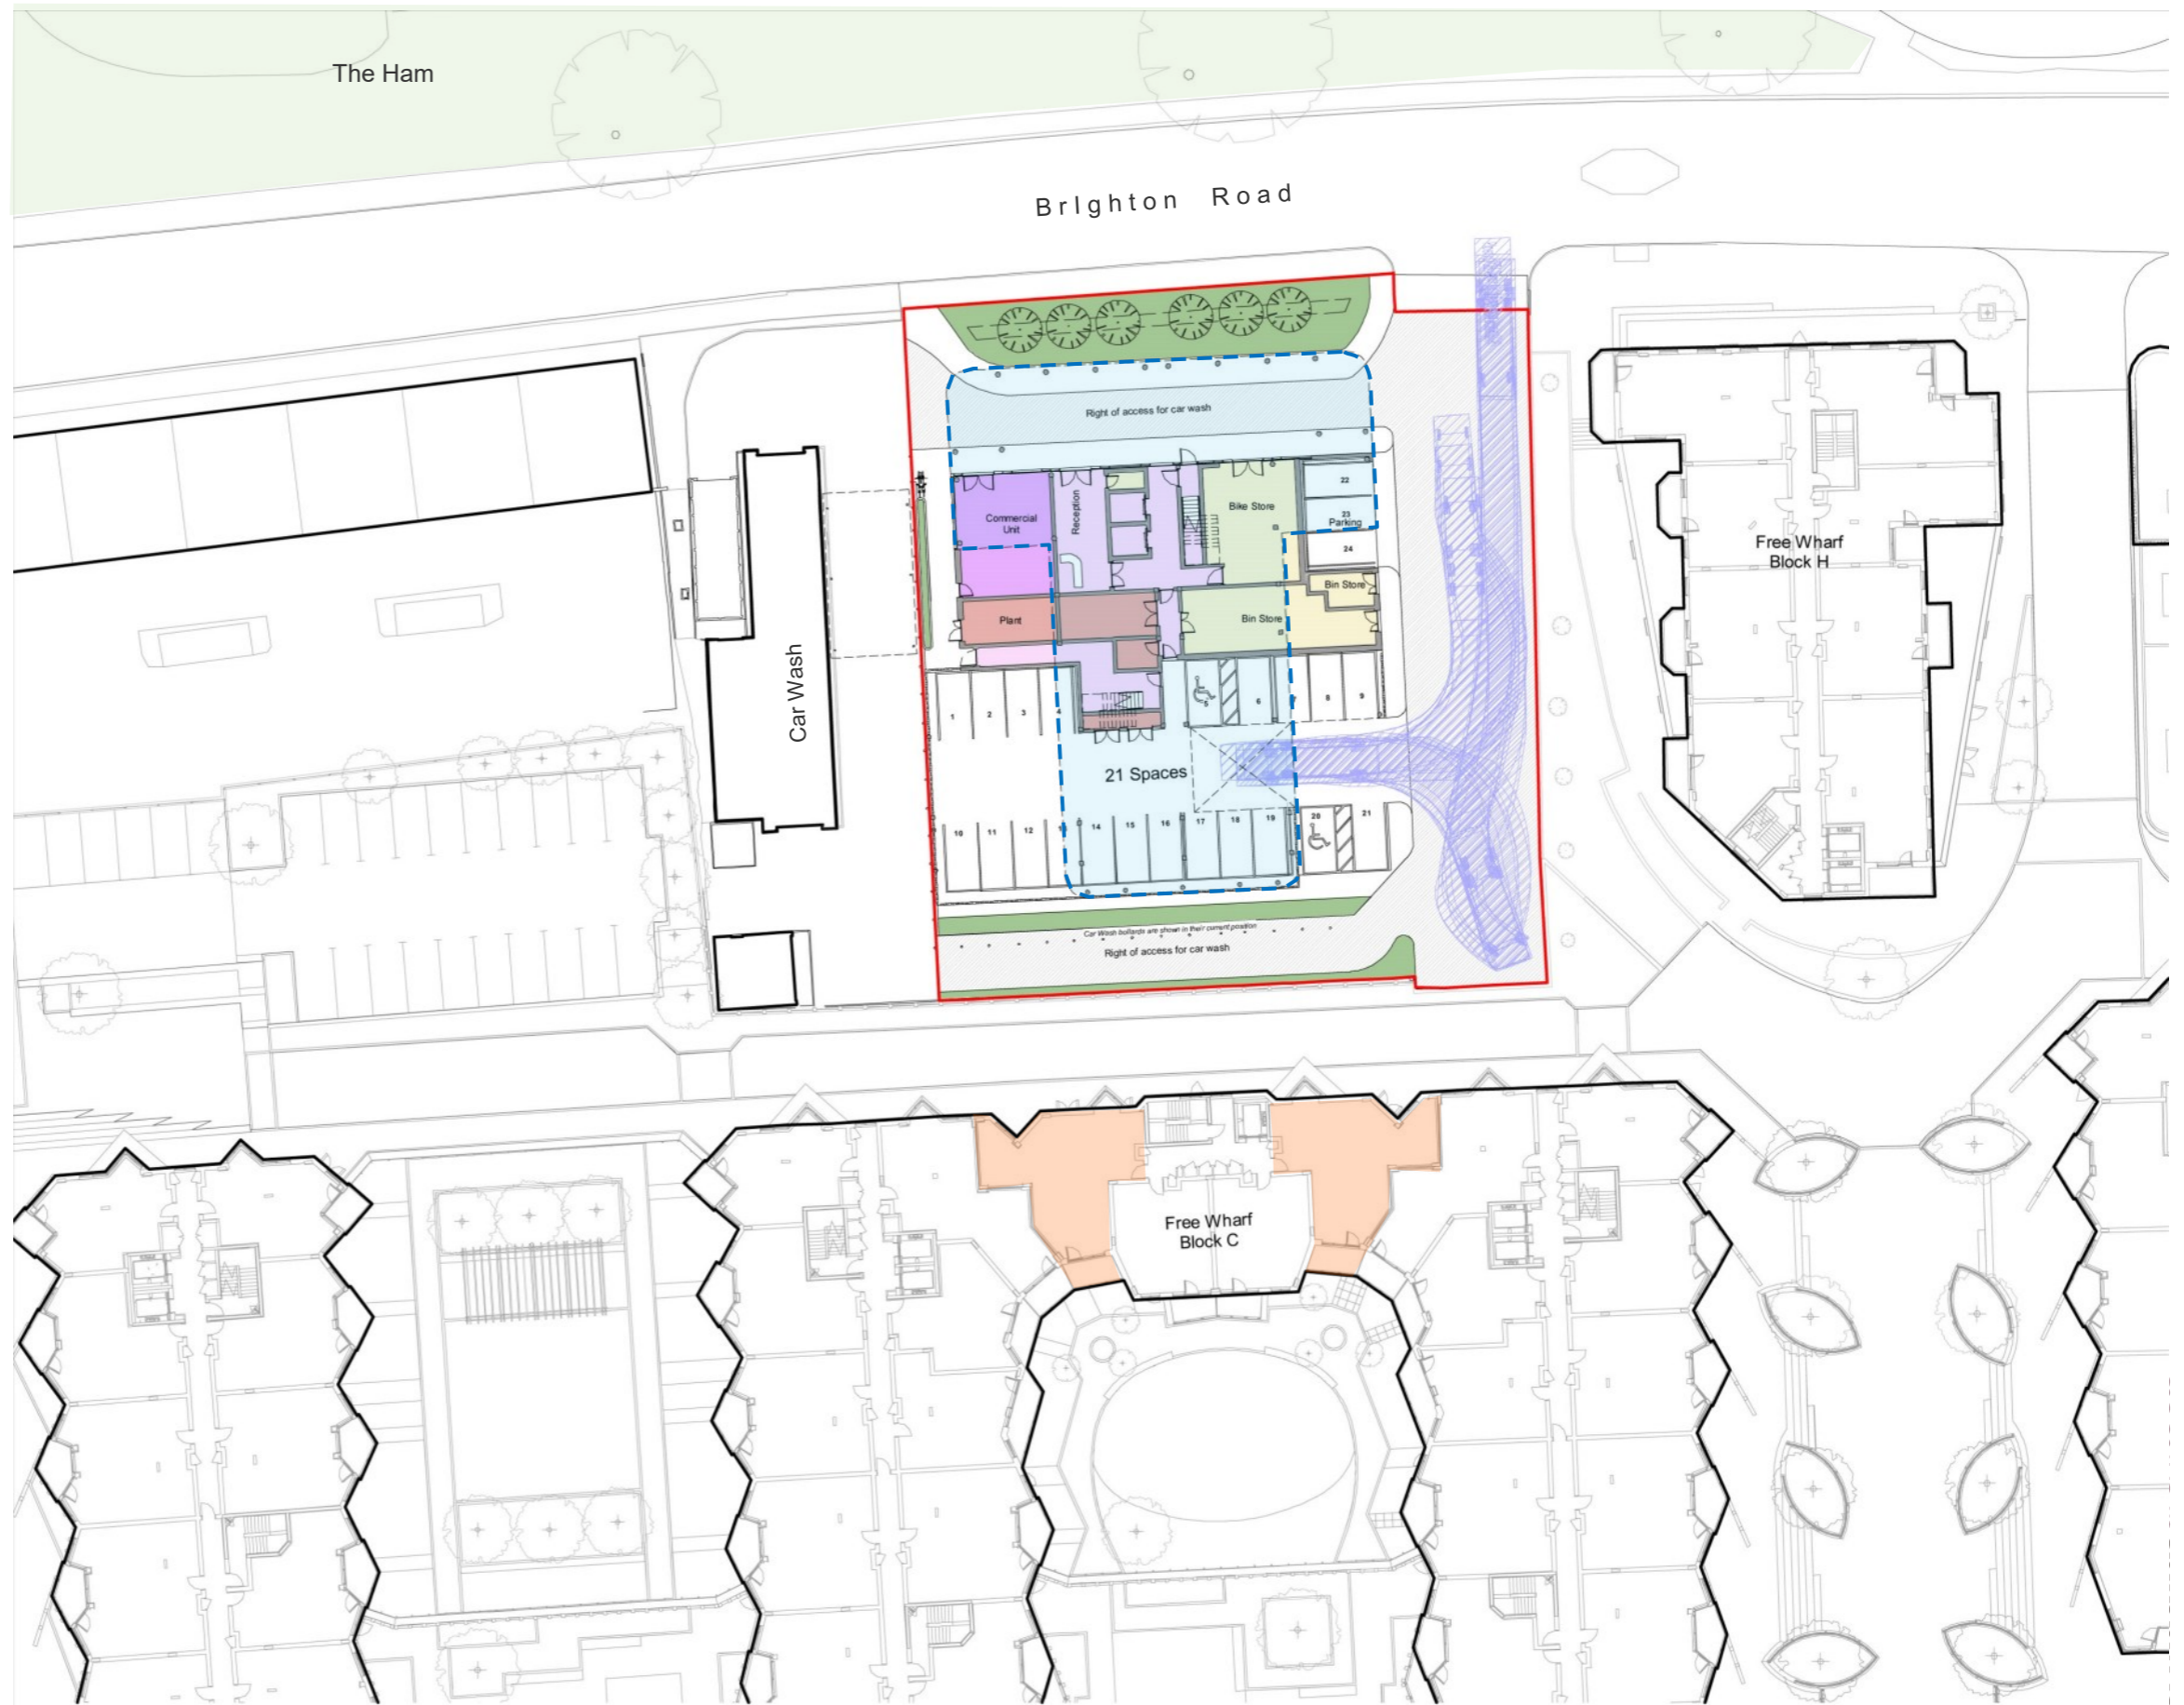 The Ham
BrIghton Road
Right of access for car wash
Commercial
Unit
Reception
Bike Store
22
23
Parking
24
Bin Store
Plant
Bin Store
Free Wharf
Block H
Car Wash
1
2
3
4
5
6
8
9
21 Spaces
10
11
12
14
15
16
17
18
19
20
21
Car Wash bollards are shown in their current position
Right of access for car wash
Free Wharf
Block C